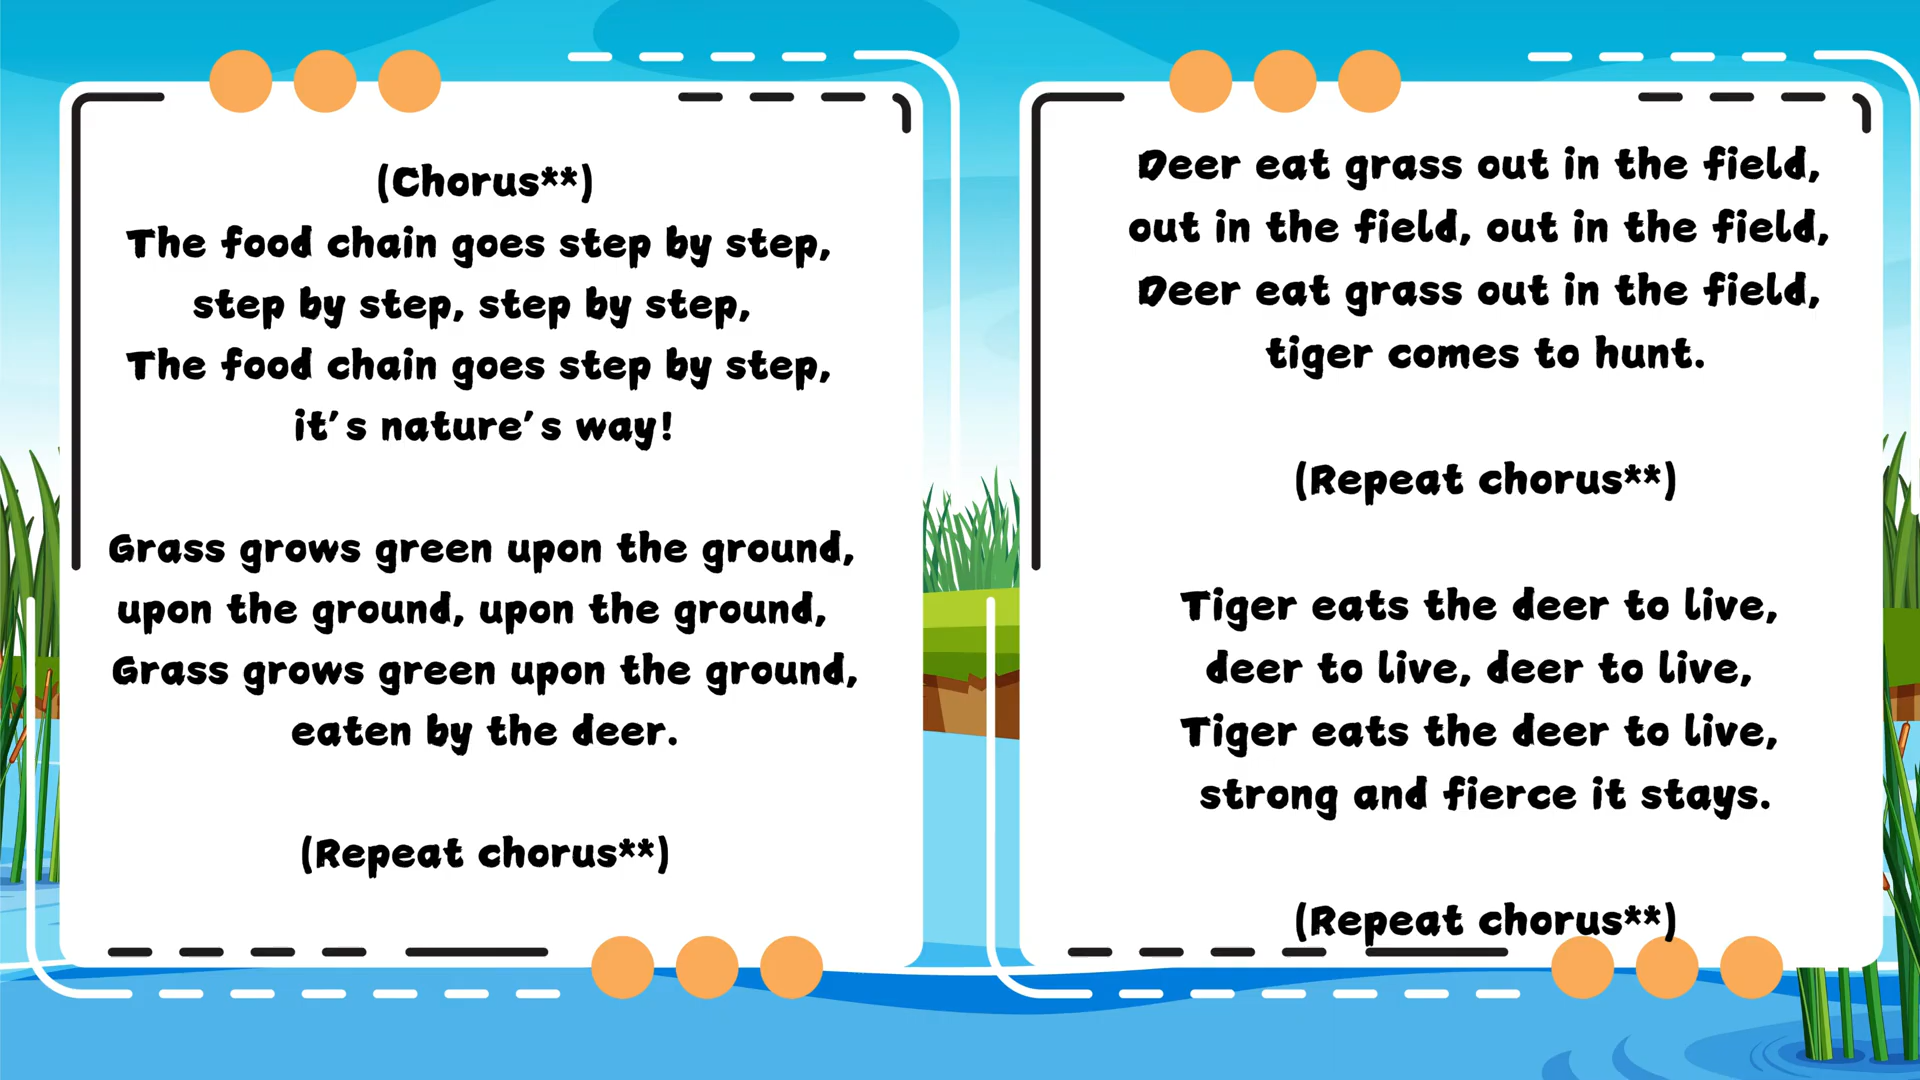 (Chorus**)
The food chain goes step by step,
step by step, step by step,
The food chain goes step by step,
it's nature's way!
Grass grows green upon the ground,
upon the ground, upon the ground,
Grass grows green upon the ground,
eaten by the deer.
(Repeat chorus**)
Deer eat grass out in the field,
out in the field, out in the field,
Deer eat grass out in the field,
tiger comes to hunt.
(Repeat chorus**)
Tiger eats the deer to live,
deer to live, deer to live,
Tiger eats the deer to live,
strong and fierce it stays.
(Repeat chorus**)